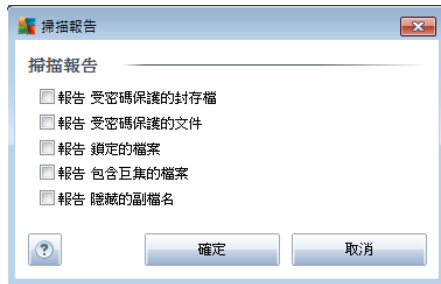 掃描報告
掃描報告
報告 受密碼保護的封存檔
報告 受密碼保護的文件
報告 鎖定的檔案
報告 包含巨集的檔案
報告 隱藏的副檔名
? 確定 取消